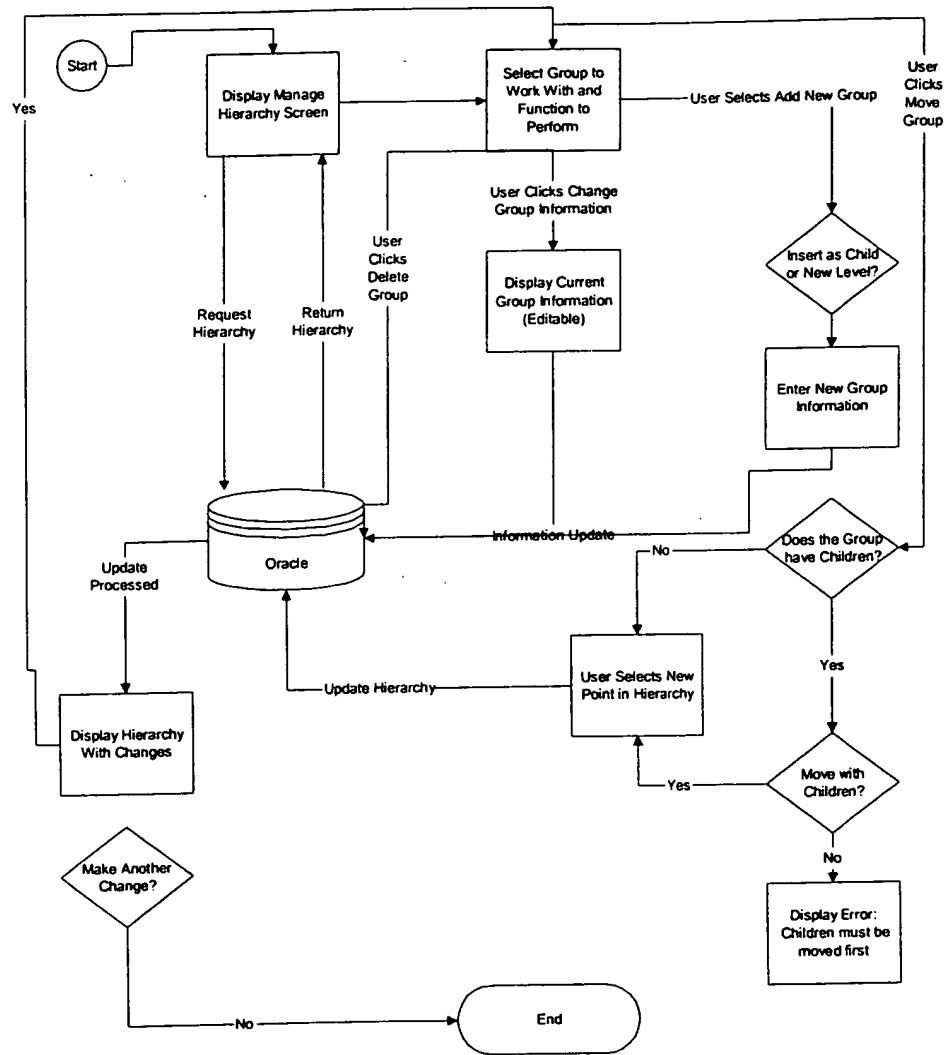 Start
Yes
Display Manage
Hierarchy Screen
Select Group to
Work With and
Function to
Perform
User Selects Add New Group
User
Clicks
Move
Group
User Clicks Change
Group Information
User
Clicks
Delete
Group
Insert as Child
or New Level?
Display Current
Group Information
(Editable)
Request
Hierarchy
Return
Hierarchy
Enter New Group
Information
Information Update
Oracle
Does the Group
have Children?
No
Update
Processed
Yes
User Selects New
Point in Hierarchy
Update Hierarchy
Display Hierarchy
With Changes
Move with
Children?
Yes
No
Make Another
Change?
Display Error:
Children must be
moved first
No
End